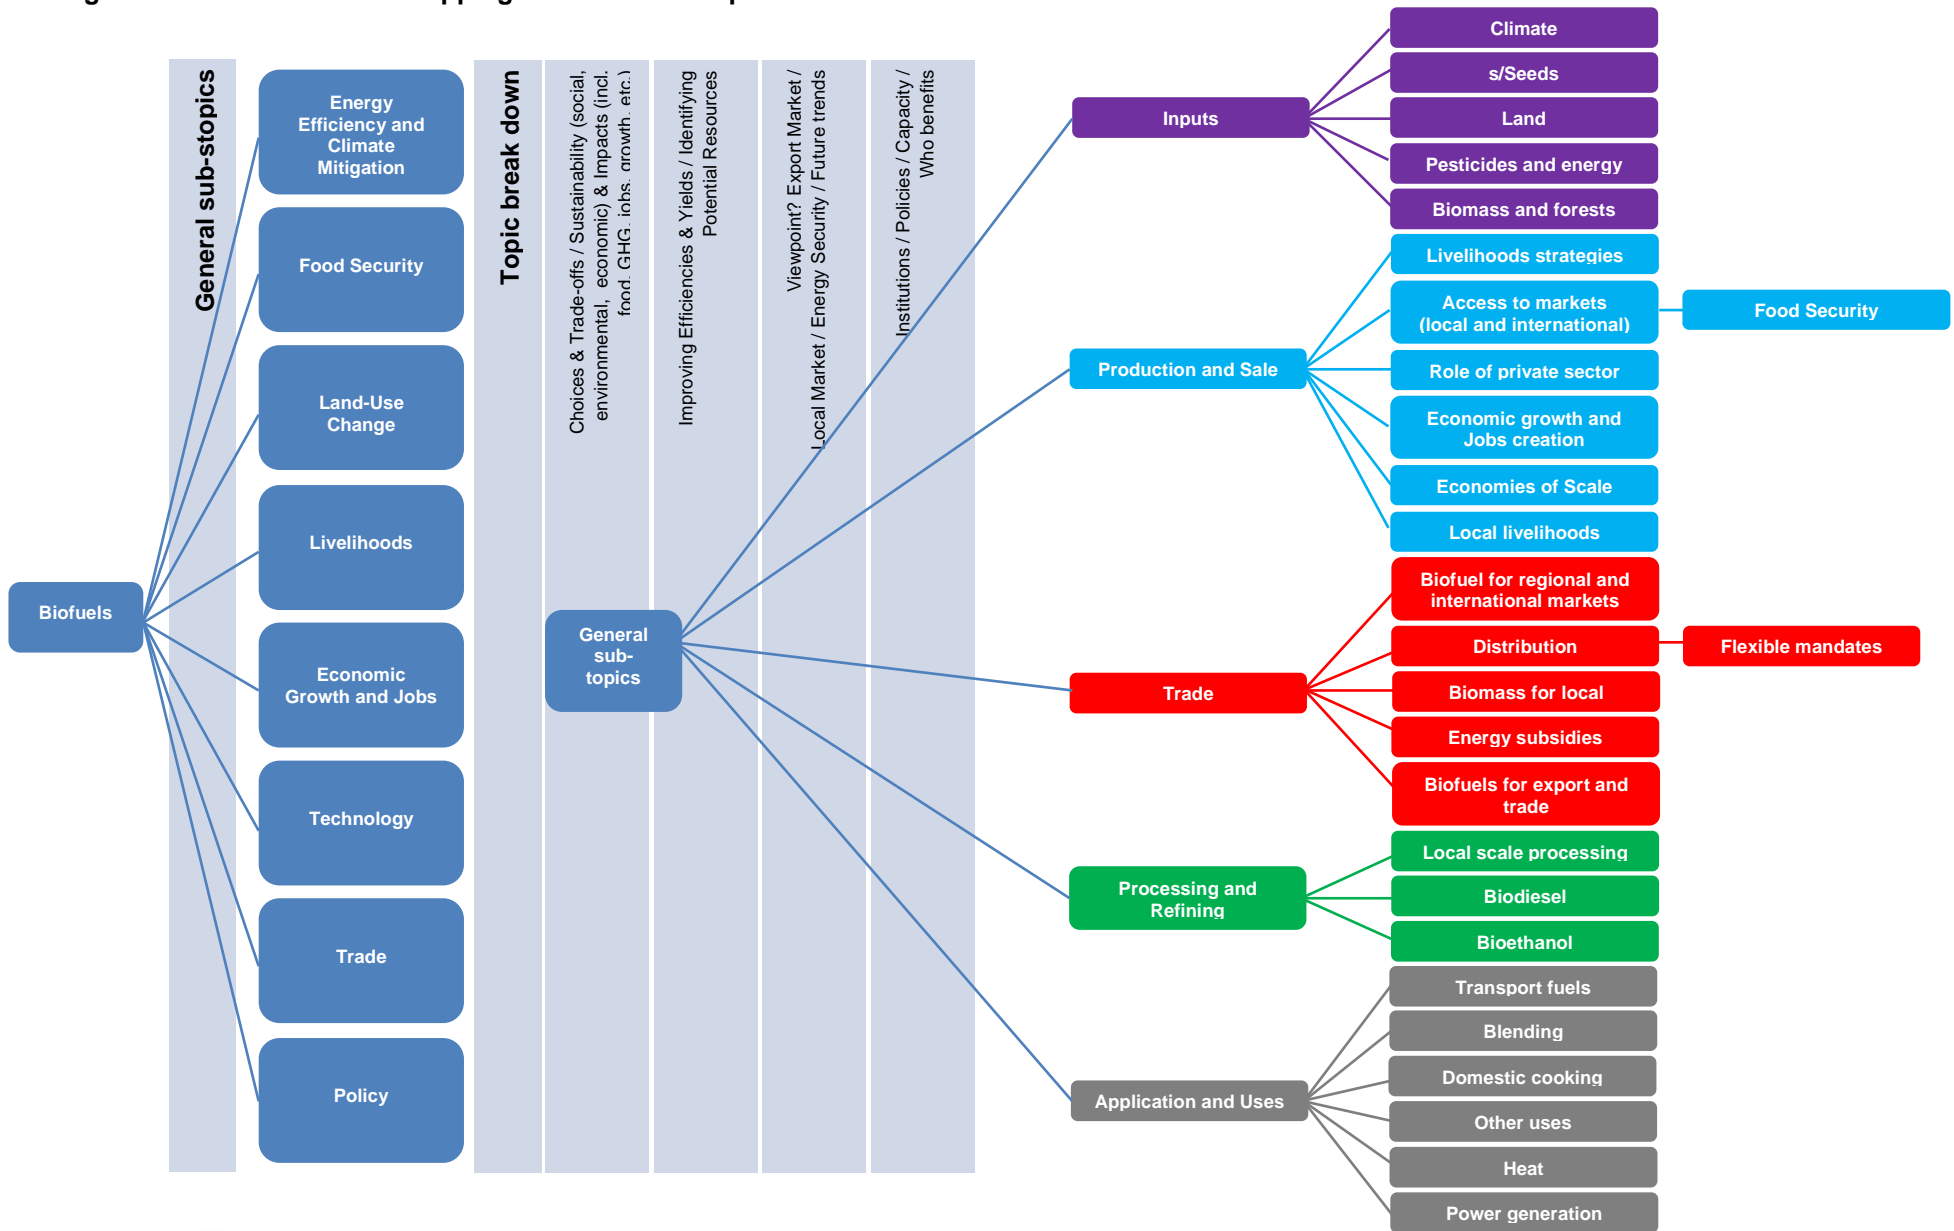 General sub-stopics
Energy
Efficiency and
Climate
Mitigation
Food Security
Land-Use
Change
Livelihoods
Biofuels
Economic
Growth and Jobs
Technology
Trade
Policy
Topic break down
Choices & Trade-offs / Sustainability (social,
environmental, economic) & Impacts (incl.
food, GHG, jobs, growth, etc.)
Improving Efficiencies & Yields / Identifying
Potential Resources
Viewpoint? Export Market /
Local Market / Energy Security / Future trends
Institutions / Policies / Capacity /
Who benefits
General
sub-
topics
Inputs
Climate
s/Seeds
Land
Pesticides and energy
Biomass and forests
Production and Sale
Livelihoods strategies
Access to markets
(local and international)
Food Security
Role of private sector
Economic growth and
Jobs creation
Economies of Scale
Local livelihoods
Trade
Biofuel for regional and
international markets
Distribution
Flexible mandates
Biomass for local
Energy subsidies
Biofuels for export and
trade
Processing and
Refining
Local scale processing
Biodiesel
Bioethanol
Application and Uses
Transport fuels
Blending
Domestic cooking
Other uses
Heat
Power generation